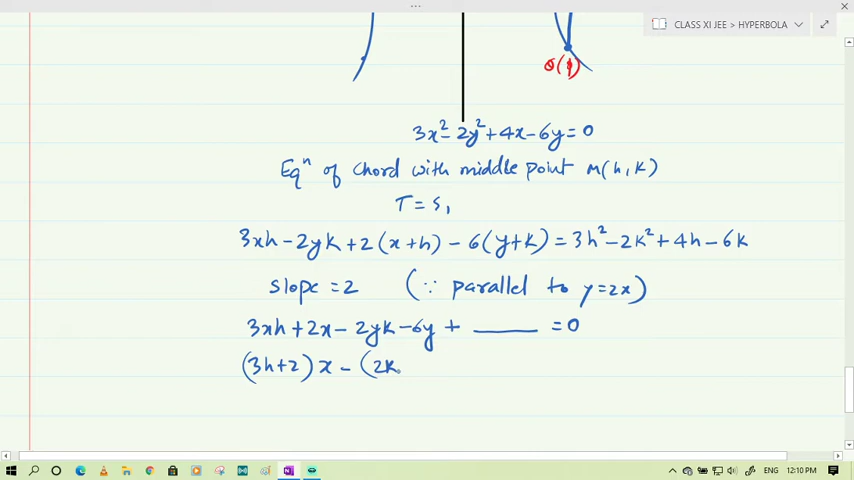 CLASS XI JEE > HYPERBOLA
3x² - 2y² + 4x - 6y = 0
Eqⁿ of chord with middle point M(h, k)
T = S₁
3xh - 2yk + 2(x+h) - 6(y+k) = 3h² - 2k² + 4h - 6k
slope = 2 (∵ parallel to y=2x)
3xh + 2x - 2yk - 6y + ____ = 0
(3h+2) x - (2k
ENG 12:10 PM